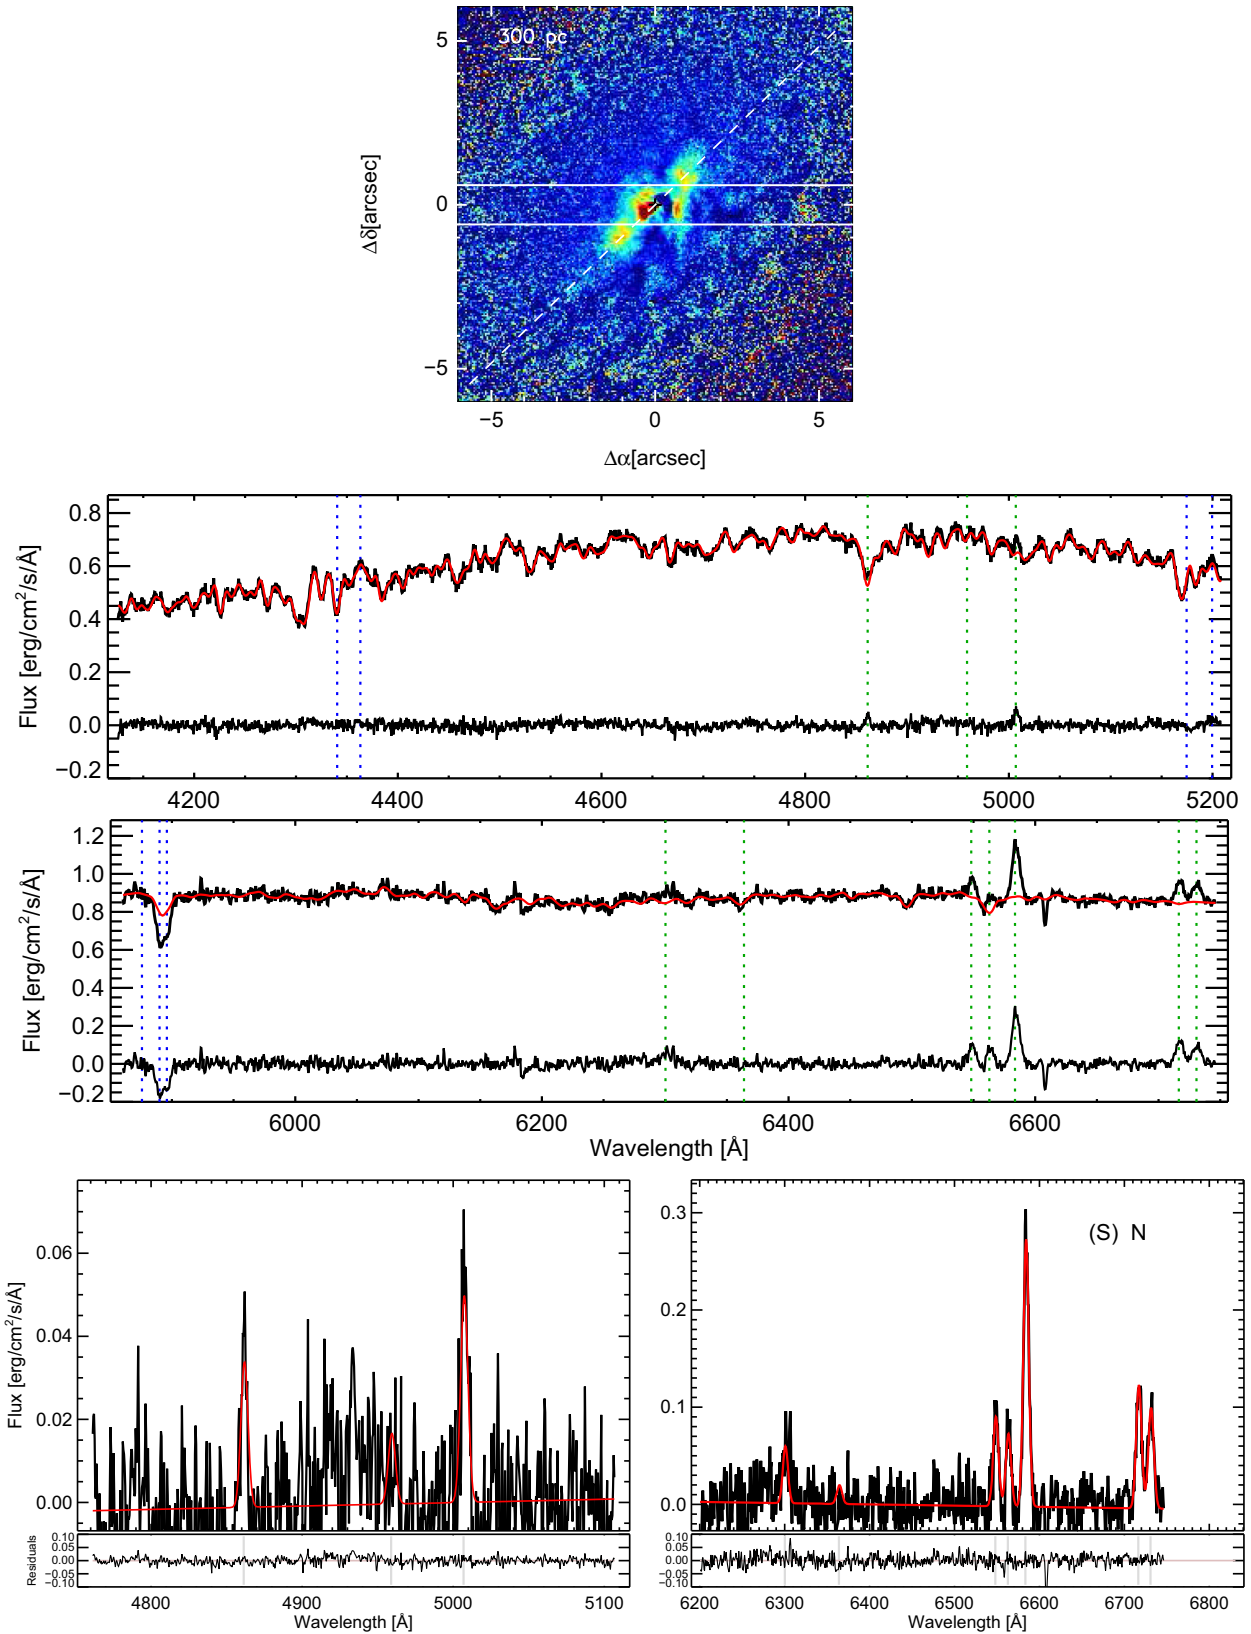 300 pc
5
0
−5
Δδ[arcsec]
−5 0 5
Δα[arcsec]
0.8
0.6
0.4
0.2
0.0
−0.2
Flux [erg/cm²/s/Å]
4200 4400 4600 4800 5000 5200
1.2
1.0
0.8
0.6
0.4
0.2
0.0
−0.2
Flux [erg/cm²/s/Å]
6000 6200 6400 6600
Wavelength [Å]
0.06
0.04
0.02
0.00
Flux [erg/cm²/s/Å]
0.10
0.05
0.00
−0.05
−0.10
Residuals
4800 4900 5000 5100
Wavelength [Å]
(S) N
0.3
0.2
0.1
0.0
0.10
0.05
0.00
−0.05
−0.10
6200 6300 6400 6500 6600 6700 6800
Wavelength [Å]